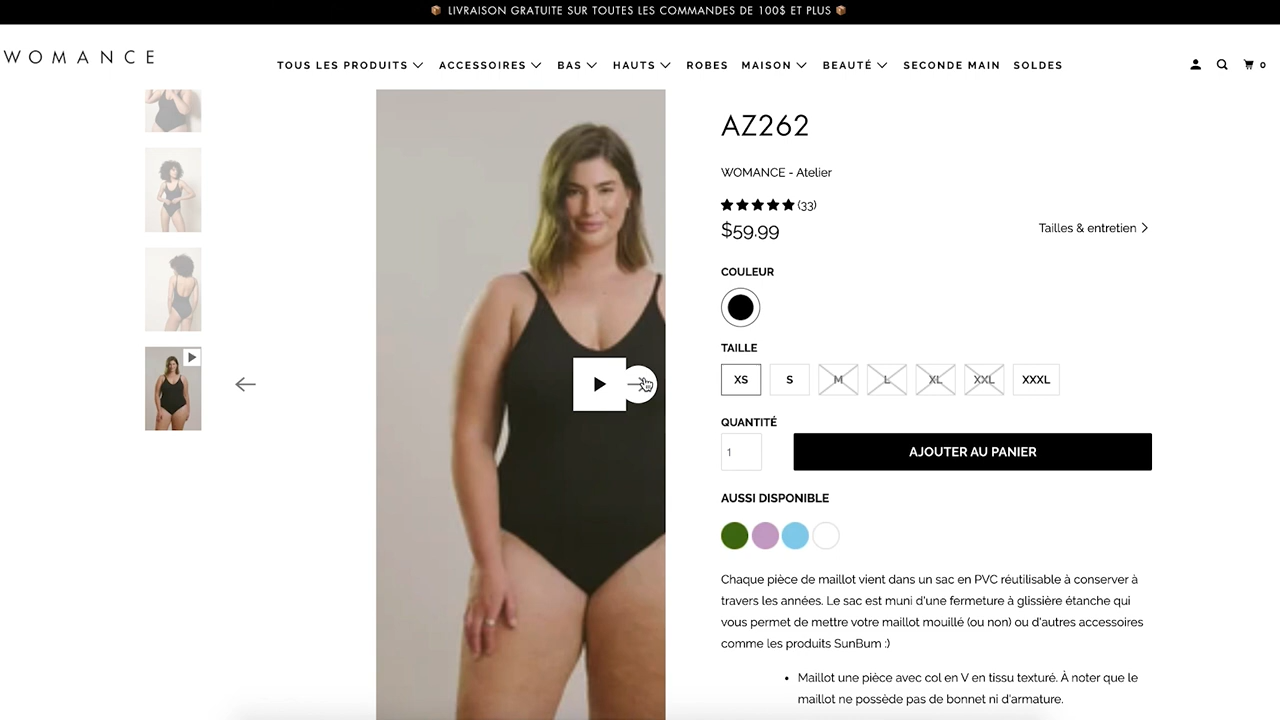 📦 LIVRAISON GRATUITE SUR TOUTES LES COMMANDES DE 100$ ET PLUS 📦
WOMANCE
TOUS LES PRODUITS ACCESSOIRES BAS HAUTS ROBES MAISON BEAUTÉ SECONDE MAIN SOLDES 0
AZ262
WOMANCE - Atelier
(33)
$59.99
Tailles & entretien
COULEUR
TAILLE
XS S M L XL XXL XXXL
QUANTITÉ
1 AJOUTER AU PANIER
AUSSI DISPONIBLE
Chaque pièce de maillot vient dans un sac en PVC réutilisable à conserver à
travers les années. Le sac est muni d'une fermeture à glissière étanche qui
vous permet de mettre votre maillot mouillé (ou non) ou d'autres accessoires
comme les produits SunBum :)
• Maillot une pièce avec col en V en tissu texturé. À noter que le
maillot ne possède pas de bonnet ni d'armature.